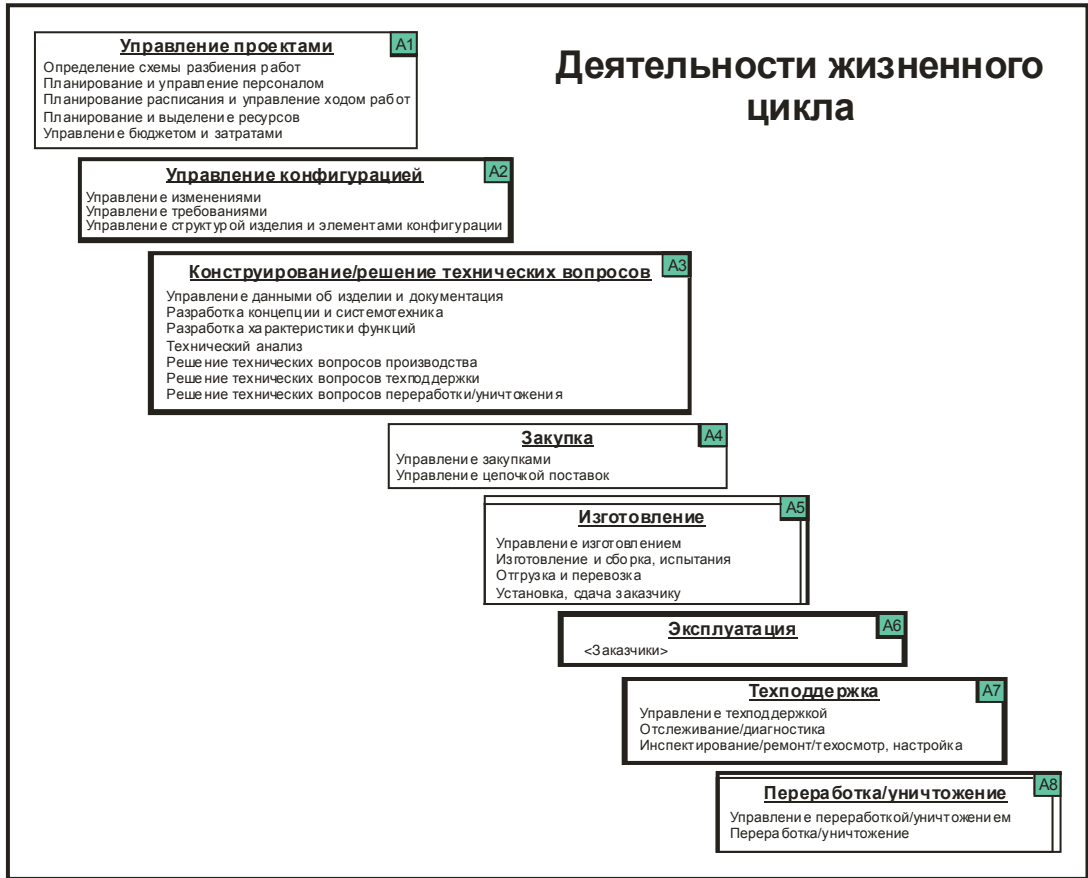 Деятельности жизненного
цикла
Управление проектами
A1
Определение схемы разбиения работ
Планирование и управление персоналом
Планирование расписания и управление ходом работ
Планирование и выделение ресурсов
Управление бюджетом и затратами
Управление конфигурацией
A2
Управление изменениями
Управление требованиями
Управление структурой изделия и элементами конфигурации
Конструирование/решение технических вопросов
A3
Управление данными об изделии и документация
Разработка концепции и системотехника
Разработка характеристики функций
Технический анализ
Решение технических вопросов производства
Решение технических вопросов техподдержки
Решение технических вопросов переработки/уничтожения
Закупка
A4
Управление закупками
Управление цепочкой поставок
Изготовление
A5
Управление изготовлением
Изготовление и сборка, испытания
Отгрузка и перевозка
Установка, сдача заказчику
Эксплуатация
A6
<Заказчики>
Техподдержка
A7
Управление техподдержкой
Отслеживание/диагностика
Инспектирование/ремонт/техосмотр, настройка
Переработка/уничтожение
A8
Управление переработкой/уничтожением
Переработка/уничтожение